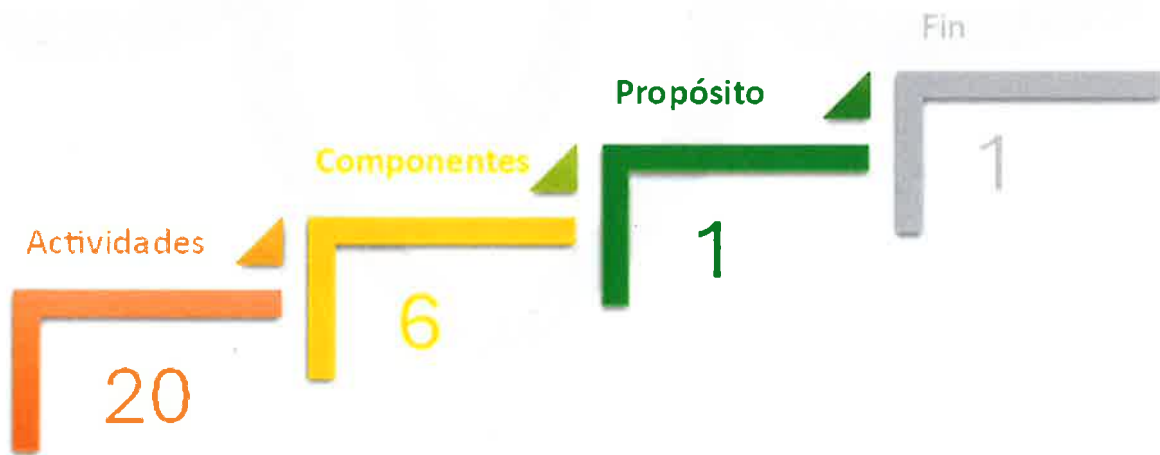 Fin
1
Propósito
1
Componentes
6
Actividades
20